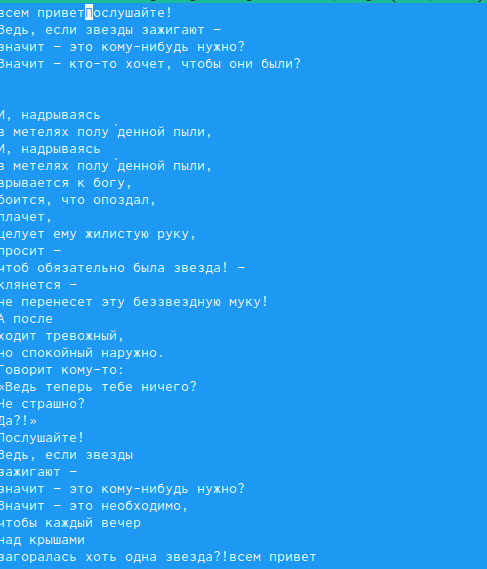 всем приветПослушайте!
Ведь, если звезды зажигают –
значит – это кому-нибудь нужно?
Значит – кто-то хочет, чтобы они были?
И, надрываясь
в метелях полу́денной пыли,
И, надрываясь
в метелях полу́денной пыли,
врывается к богу,
боится, что опоздал,
плачет,
целует ему жилистую руку,
просит –
чтоб обязательно была звезда! –
клянется –
не перенесет эту беззвездную муку!
А после
ходит тревожный,
но спокойный наружно.
Говорит кому-то:
«Ведь теперь тебе ничего?
Не страшно?
Да?!»
Послушайте!
Ведь, если звезды
зажигают –
значит – это кому-нибудь нужно?
Значит – это необходимо,
чтобы каждый вечер
над крышами
загоралась хоть одна звезда?!всем привет